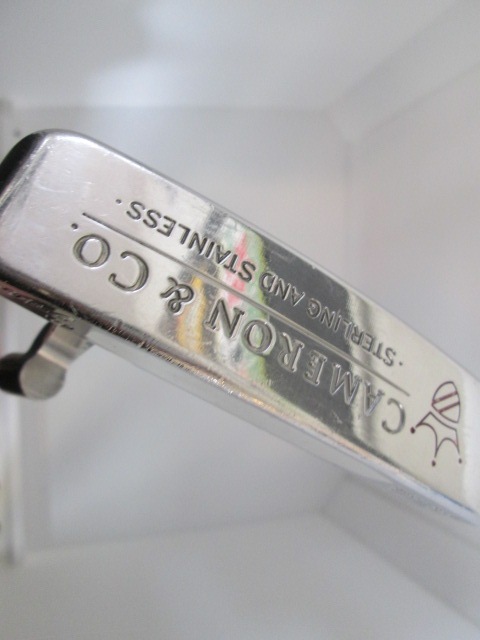 CAMERON & CO.
·STERLING AND STAINLESS·